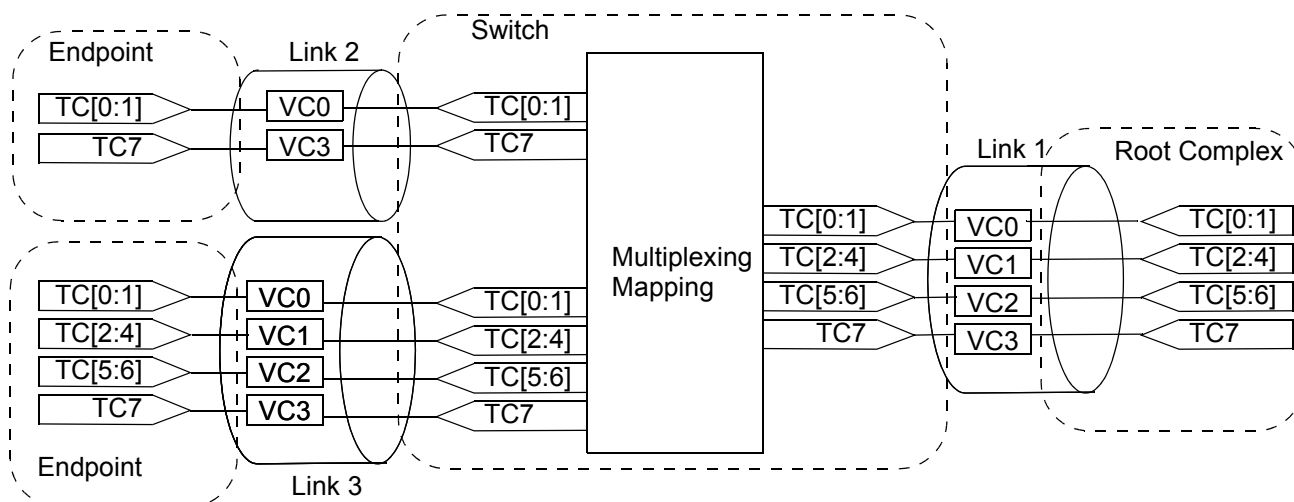 Switch
Endpoint
Link 2
TC[0:1]
VC0
TC[0:1]
TC7
VC3
TC7
Link 1
Root Complex
TC[0:1]
VC0
TC[0:1]
Multiplexing
Mapping
TC[2:4]
VC1
TC[2:4]
TC[5:6]
VC2
TC[5:6]
TC7
VC3
TC7
TC[0:1]
VC0
TC[0:1]
TC[2:4]
VC1
TC[2:4]
TC[5:6]
VC2
TC[5:6]
TC7
VC3
TC7
Endpoint
Link 3